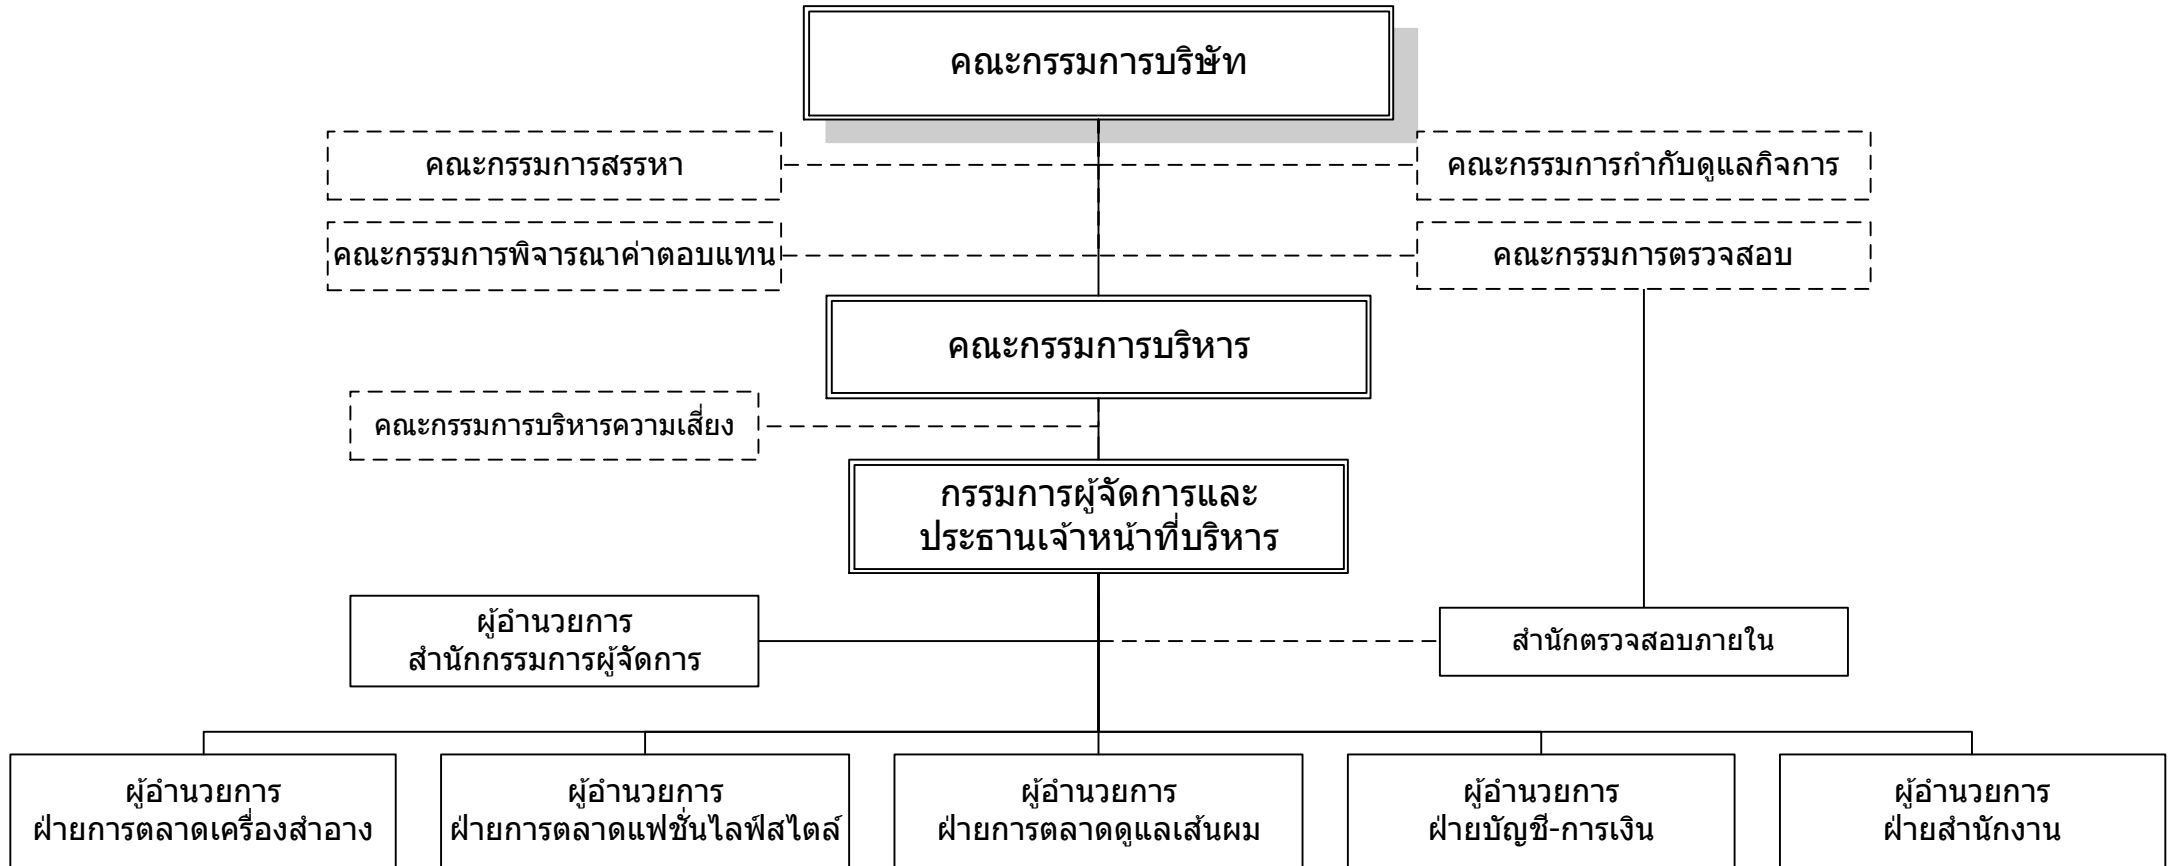 คณะกรรมการบริษัท
คณะกรรมการสรรหา
คณะกรรมการกำกับดูแลกิจการ
คณะกรรมการพิจารณาค่าตอบแทน
คณะกรรมการตรวจสอบ
คณะกรรมการบริหาร
คณะกรรมการบริหารความเสี่ยง
กรรมการผู้จัดการและ
ประธานเจ้าหน้าที่บริหาร
ผู้อำนวยการ
สำนักกรรมการผู้จัดการ
สำนักตรวจสอบภายใน
ผู้อำนวยการ
ฝ่ายการตลาดเครื่องสำอาง
ผู้อำนวยการ
ฝ่ายการตลาดแฟชั่นไลฟ์สไตล์
ผู้อำนวยการ
ฝ่ายการตลาดดูแลเส้นผม
ผู้อำนวยการ
ฝ่ายบัญชี-การเงิน
ผู้อำนวยการ
ฝ่ายสำนักงาน